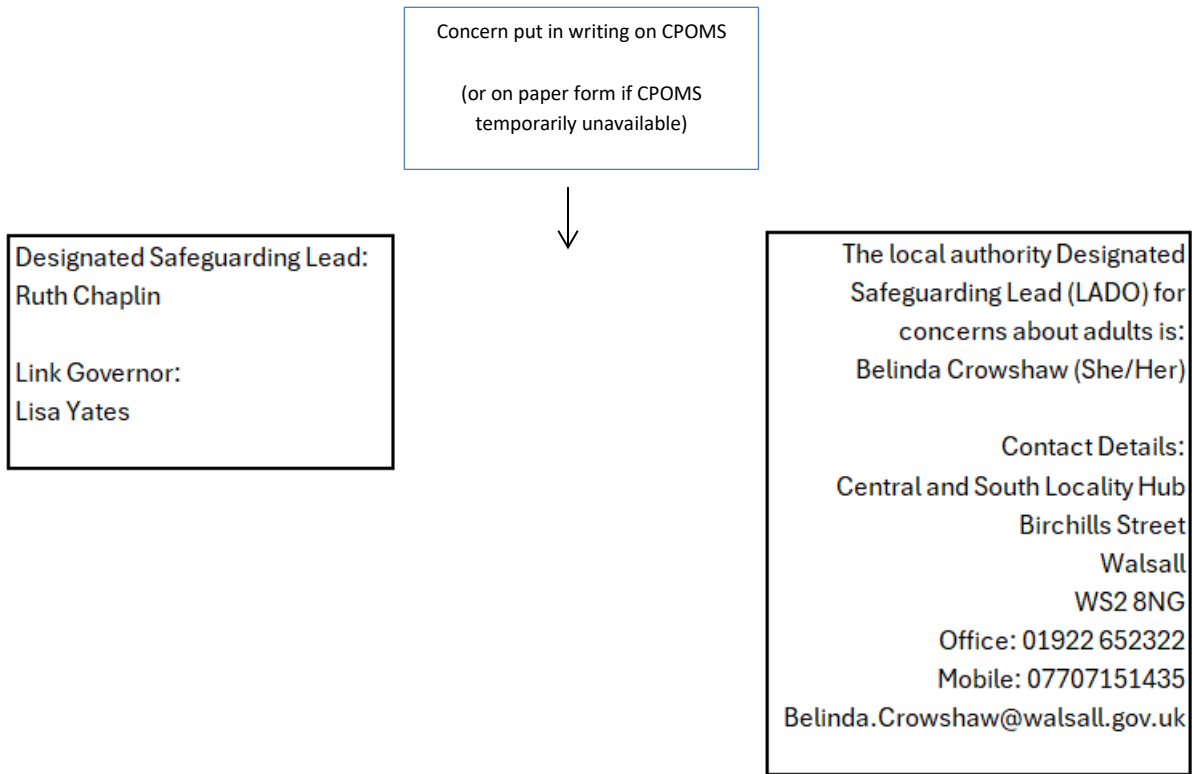 Concern put in writing on CPOMS
(or on paper form if CPOMS
temporarily unavailable)
Designated Safeguarding Lead:
Ruth Chaplin
Link Governor:
Lisa Yates
The local authority Designated
Safeguarding Lead (LADO) for
concerns about adults is:
Belinda Crowshaw (She/Her)
Contact Details:
Central and South Locality Hub
Birchills Street
Walsall
WS2 8NG
Office: 01922 652322
Mobile: 07707151435
Belinda.Crowshaw@walsall.gov.uk